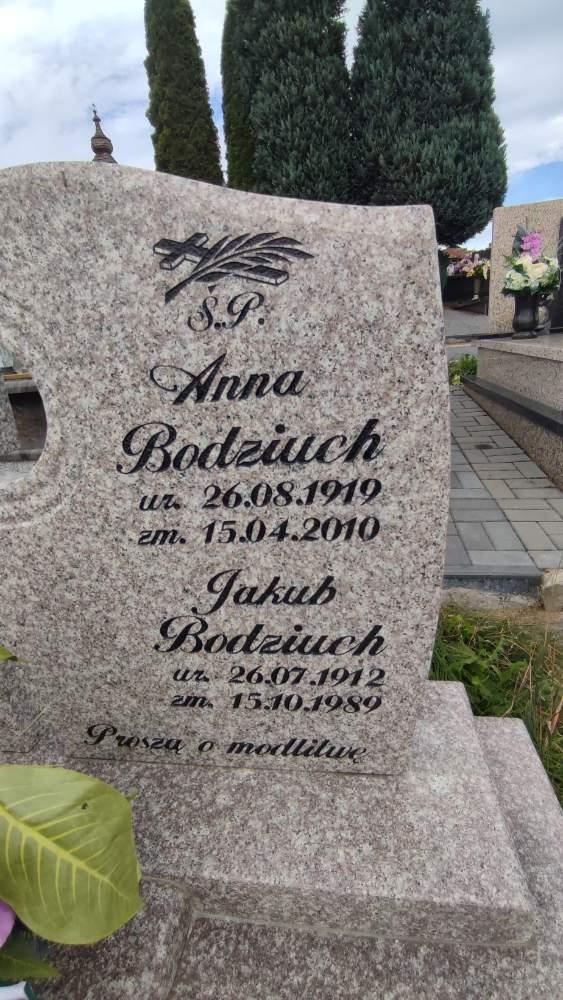 Ś.P.
Anna
Bodziuch
ur. 26.08.1919
zm. 15.04.2010
Jakub
Bodziuch
ur. 26.07.1912
zm. 15.10.1989
Proszą o modlitwę